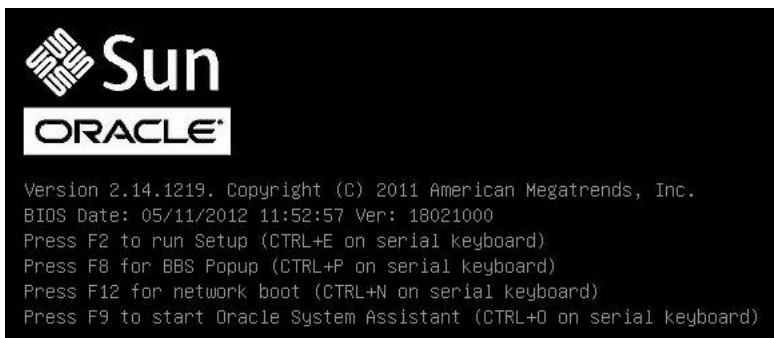 Sun
ORACLE
Version 2.14.1219. Copyright (C) 2011 American Megatrends, Inc.
BIOS Date: 05/11/2012 11:52:57 Ver: 18021000
Press F2 to run Setup (CTRL+E on serial keyboard)
Press F8 for BBS Popup (CTRL+P on serial keyboard)
Press F12 for network boot (CTRL+N on serial keyboard)
Press F9 to start Oracle System Assistant (CTRL+O on serial keyboard)